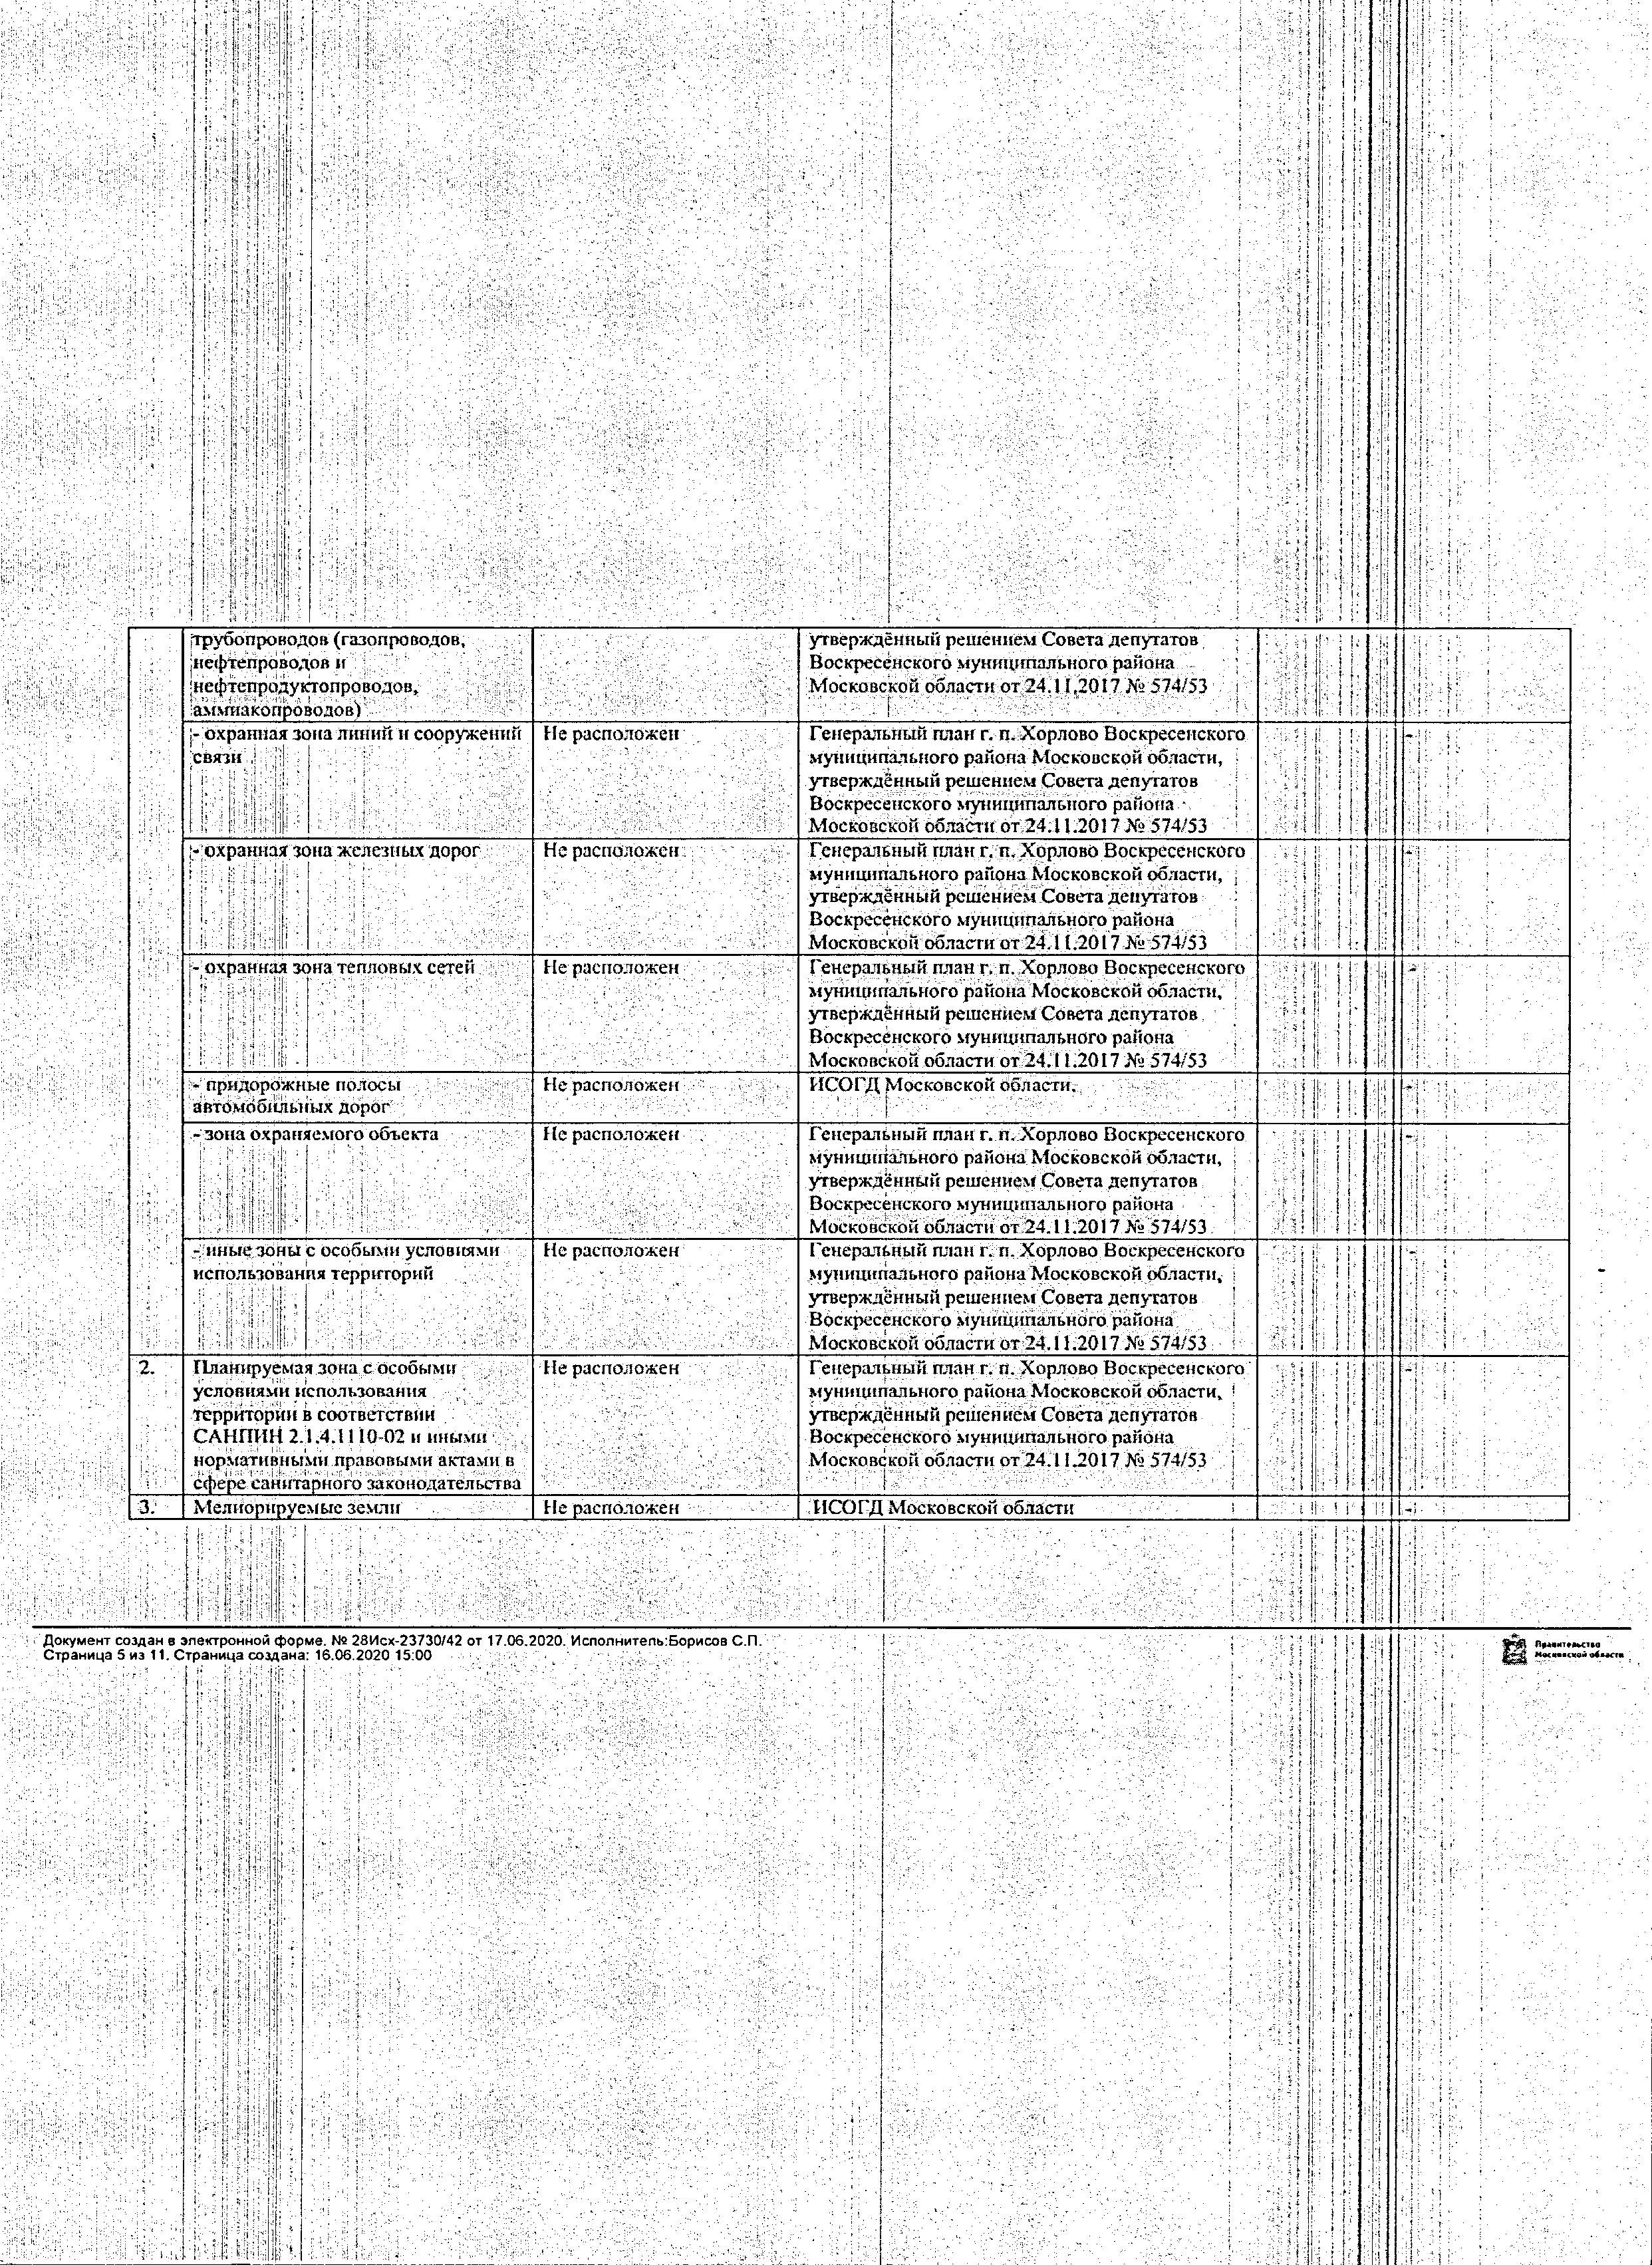 трубопроводов (газопроводов,
нефтепроводов и
нефтепродуктопроводов,
аммиакопроводов)
утверждённый решением Совета депутатов
Воскресенского муниципального района
Московской области от 24.11.2017 № 574/53
- охранная зона линий и сооружений
связи
Не расположен
Генеральный план г. п. Хорлово Воскресенского
муниципального района Московской области,
утверждённый решением Совета депутатов
Воскресенского муниципального района
Московской области от 24.11.2017 № 574/53
-
- охранная зона железных дорог
Не расположен
Генеральный план г. п. Хорлово Воскресенского
муниципального района Московской области,
утверждённый решением Совета депутатов
Воскресенского муниципального района
Московской области от 24.11.2017 № 574/53
-
- охранная зона тепловых сетей
Не расположен
Генеральный план г. п. Хорлово Воскресенского
муниципального района Московской области,
утверждённый решением Совета депутатов
Воскресенского муниципального района
Московской области от 24.11.2017 № 574/53
-
- придорожные полосы
автомобильных дорог
Не расположен
ИСОГД Московской области.
-
- зона охраняемого объекта
Не расположен
Генеральный план г. п. Хорлово Воскресенского
муниципального района Московской области,
утверждённый решением Совета депутатов
Воскресенского муниципального района
Московской области от 24.11.2017 № 574/53
-
- иные зоны с особыми условиями
использования территорий
Не расположен
Генеральный план г. п. Хорлово Воскресенского
муниципального района Московской области,
утверждённый решением Совета депутатов
Воскресенского муниципального района
Московской области от 24.11.2017 № 574/53
-
2.
Планируемая зона с особыми
условиями использования
территории в соответствии
САНПИН 2.1.4.1110-02 и иными
нормативными правовыми актами в
сфере санитарного законодательства
Не расположен
Генеральный план г. п. Хорлово Воскресенского
муниципального района Московской области,
утверждённый решением Совета депутатов
Воскресенского муниципального района
Московской области от 24.11.2017 № 574/53
-
3.
Мелиорируемые земли
Не расположен
ИСОГД Московской области
-
Документ создан в электронной форме. № 28Исх-23730/42 от 17.06.2020. Исполнитель:Борисов С.П.
Страница 5 из 11. Страница создана: 16.06.2020 15:00
Правительство
Московской области